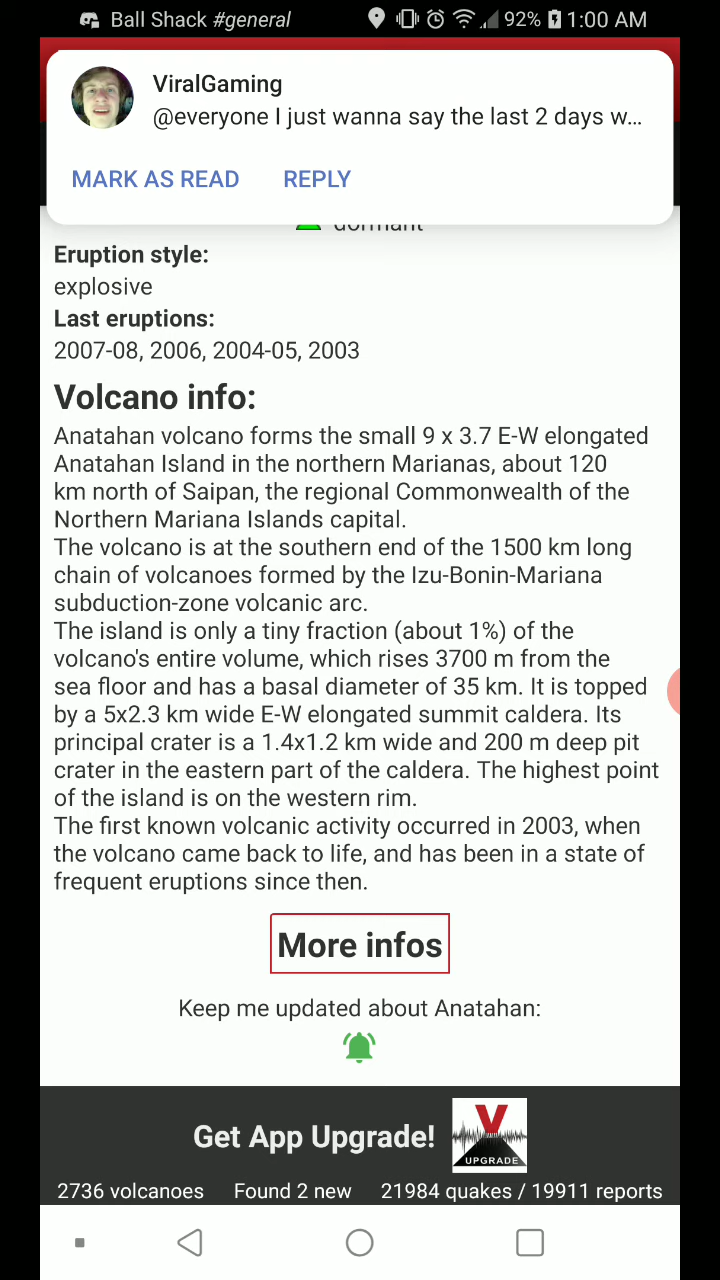 Ball Shack #general 92% 1:00 AM
ViralGaming
@everyone I just wanna say the last 2 days w...
MARK AS READ REPLY
dormant
Eruption style:
explosive
Last eruptions:
2007-08, 2006, 2004-05, 2003
Volcano info:
Anatahan volcano forms the small 9 x 3.7 E-W elongated
Anatahan Island in the northern Marianas, about 120
km north of Saipan, the regional Commonwealth of the
Northern Mariana Islands capital.
The volcano is at the southern end of the 1500 km long
chain of volcanoes formed by the Izu-Bonin-Mariana
subduction-zone volcanic arc.
The island is only a tiny fraction (about 1%) of the
volcano's entire volume, which rises 3700 m from the
sea floor and has a basal diameter of 35 km. It is topped
by a 5x2.3 km wide E-W elongated summit caldera. Its
principal crater is a 1.4x1.2 km wide and 200 m deep pit
crater in the eastern part of the caldera. The highest point
of the island is on the western rim.
The first known volcanic activity occurred in 2003, when
the volcano came back to life, and has been in a state of
frequent eruptions since then.
More infos
Keep me updated about Anatahan:
Get App Upgrade!
V
UPGRADE
2736 volcanoes Found 2 new 21984 quakes / 19911 reports